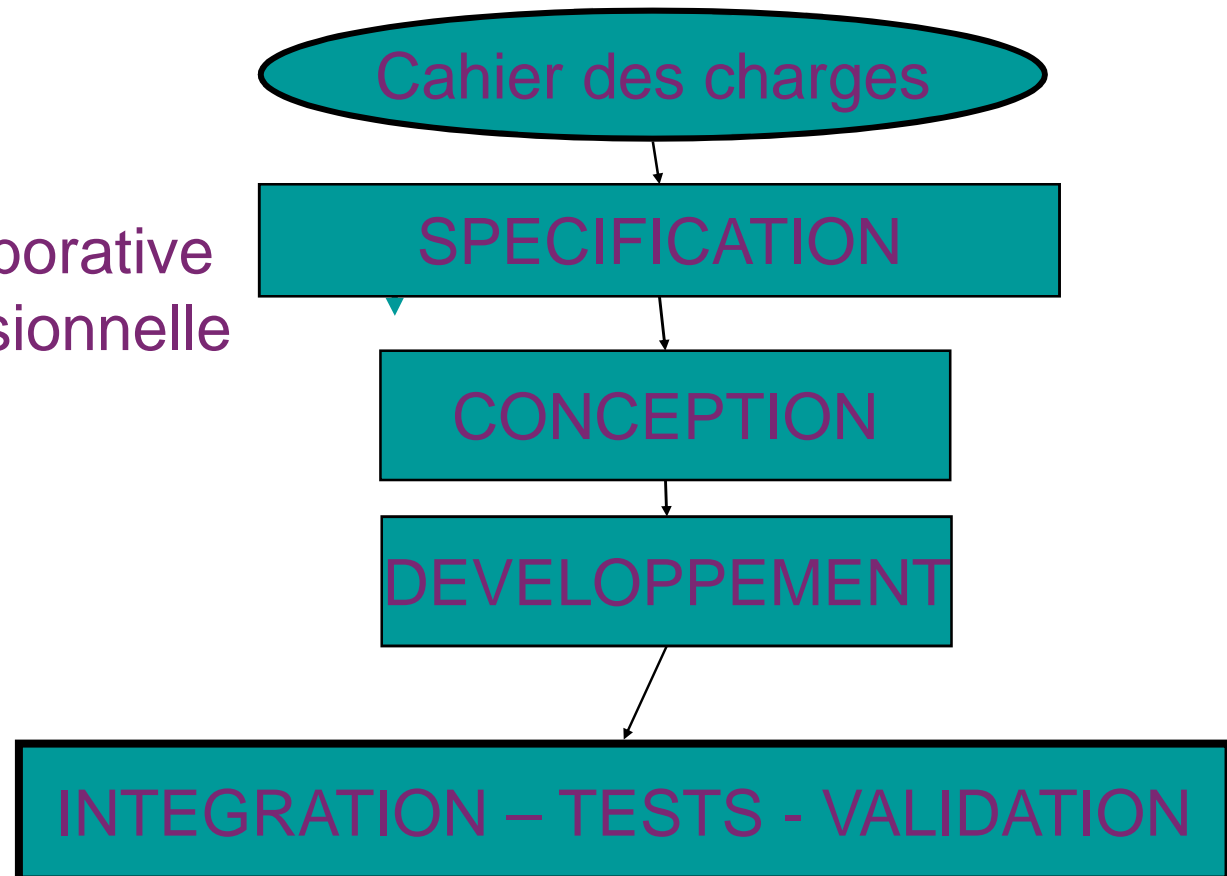 Cahier des charges
SPECIFICATION
CONCEPTION
DEVELOPPEMENT
INTEGRATION – TESTS - VALIDATION